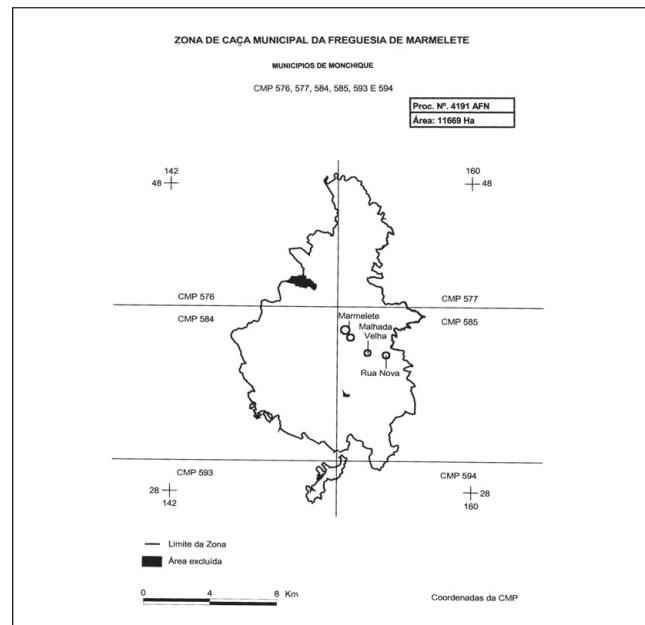 ZONA DE CAÇA MUNICIPAL DA FREGUESIA DE MARMELETE
MUNICIPIOS DE MONCHIQUE
CMP 576, 577, 584, 585, 593 E 594
Proc. Nº. 4191 AFN
Área: 11669 Ha
142
48
160
48
CMP 576
CMP 577
CMP 584
CMP 585
Marmelete
Malhada
Velha
Rua Nova
CMP 593
CMP 594
28
142
28
160
Limite da Zona
Área excluída
0 4 8 Km
Coordenadas da CMP